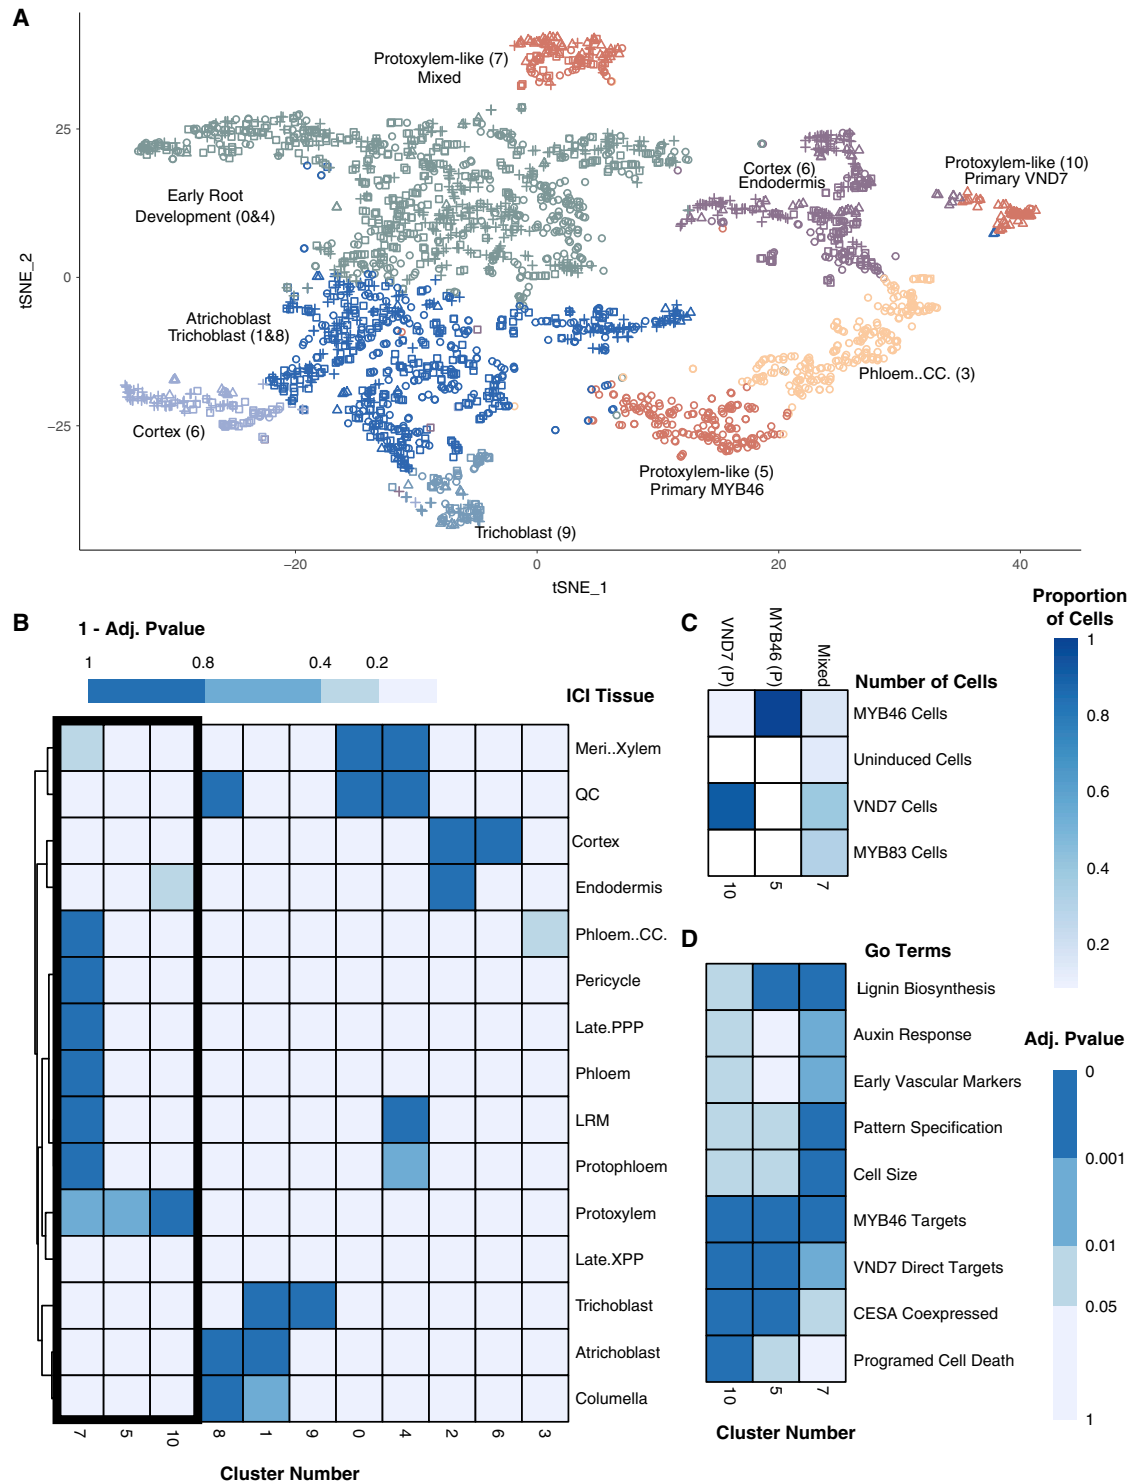 A
Protoxylem-like (7)
Mixed
25
Cortex (6)
Endodermis
Protoxylem-like (10)
Primary VND7
Early Root
Development (0&4)
tSNE_2
0
Atrichoblast
Trichoblast (1&8)
Phloem..CC. (3)
−25
Cortex (6)
Protoxylem-like (5)
Primary MYB46
Trichoblast (9)
−20
0
20
40
tSNE_1
B
1 - Adj. Pvalue
1
0.8
0.4
0.2
ICI Tissue
Meri..Xylem
QC
Cortex
Endodermis
Phloem..CC.
Pericycle
Late.PPP
Phloem
LRM
Protophloem
Protoxylem
Late.XPP
Trichoblast
Atrichoblast
Columella
7
5
10
8
1
9
0
4
2
6
3
Cluster Number
C
VND7 (P)
MYB46 (P)
Mixed
Number of Cells
MYB46 Cells
Uninduced Cells
VND7 Cells
MYB83 Cells
10
5
7
Proportion
of Cells
1
0.8
0.6
0.4
0.2
D
Go Terms
Lignin Biosynthesis
Auxin Response
Early Vascular Markers
Pattern Specification
Cell Size
MYB46 Targets
VND7 Direct Targets
CESA Coexpressed
Programed Cell Death
10
5
7
Cluster Number
Adj. Pvalue
0
0.001
0.01
0.05
1